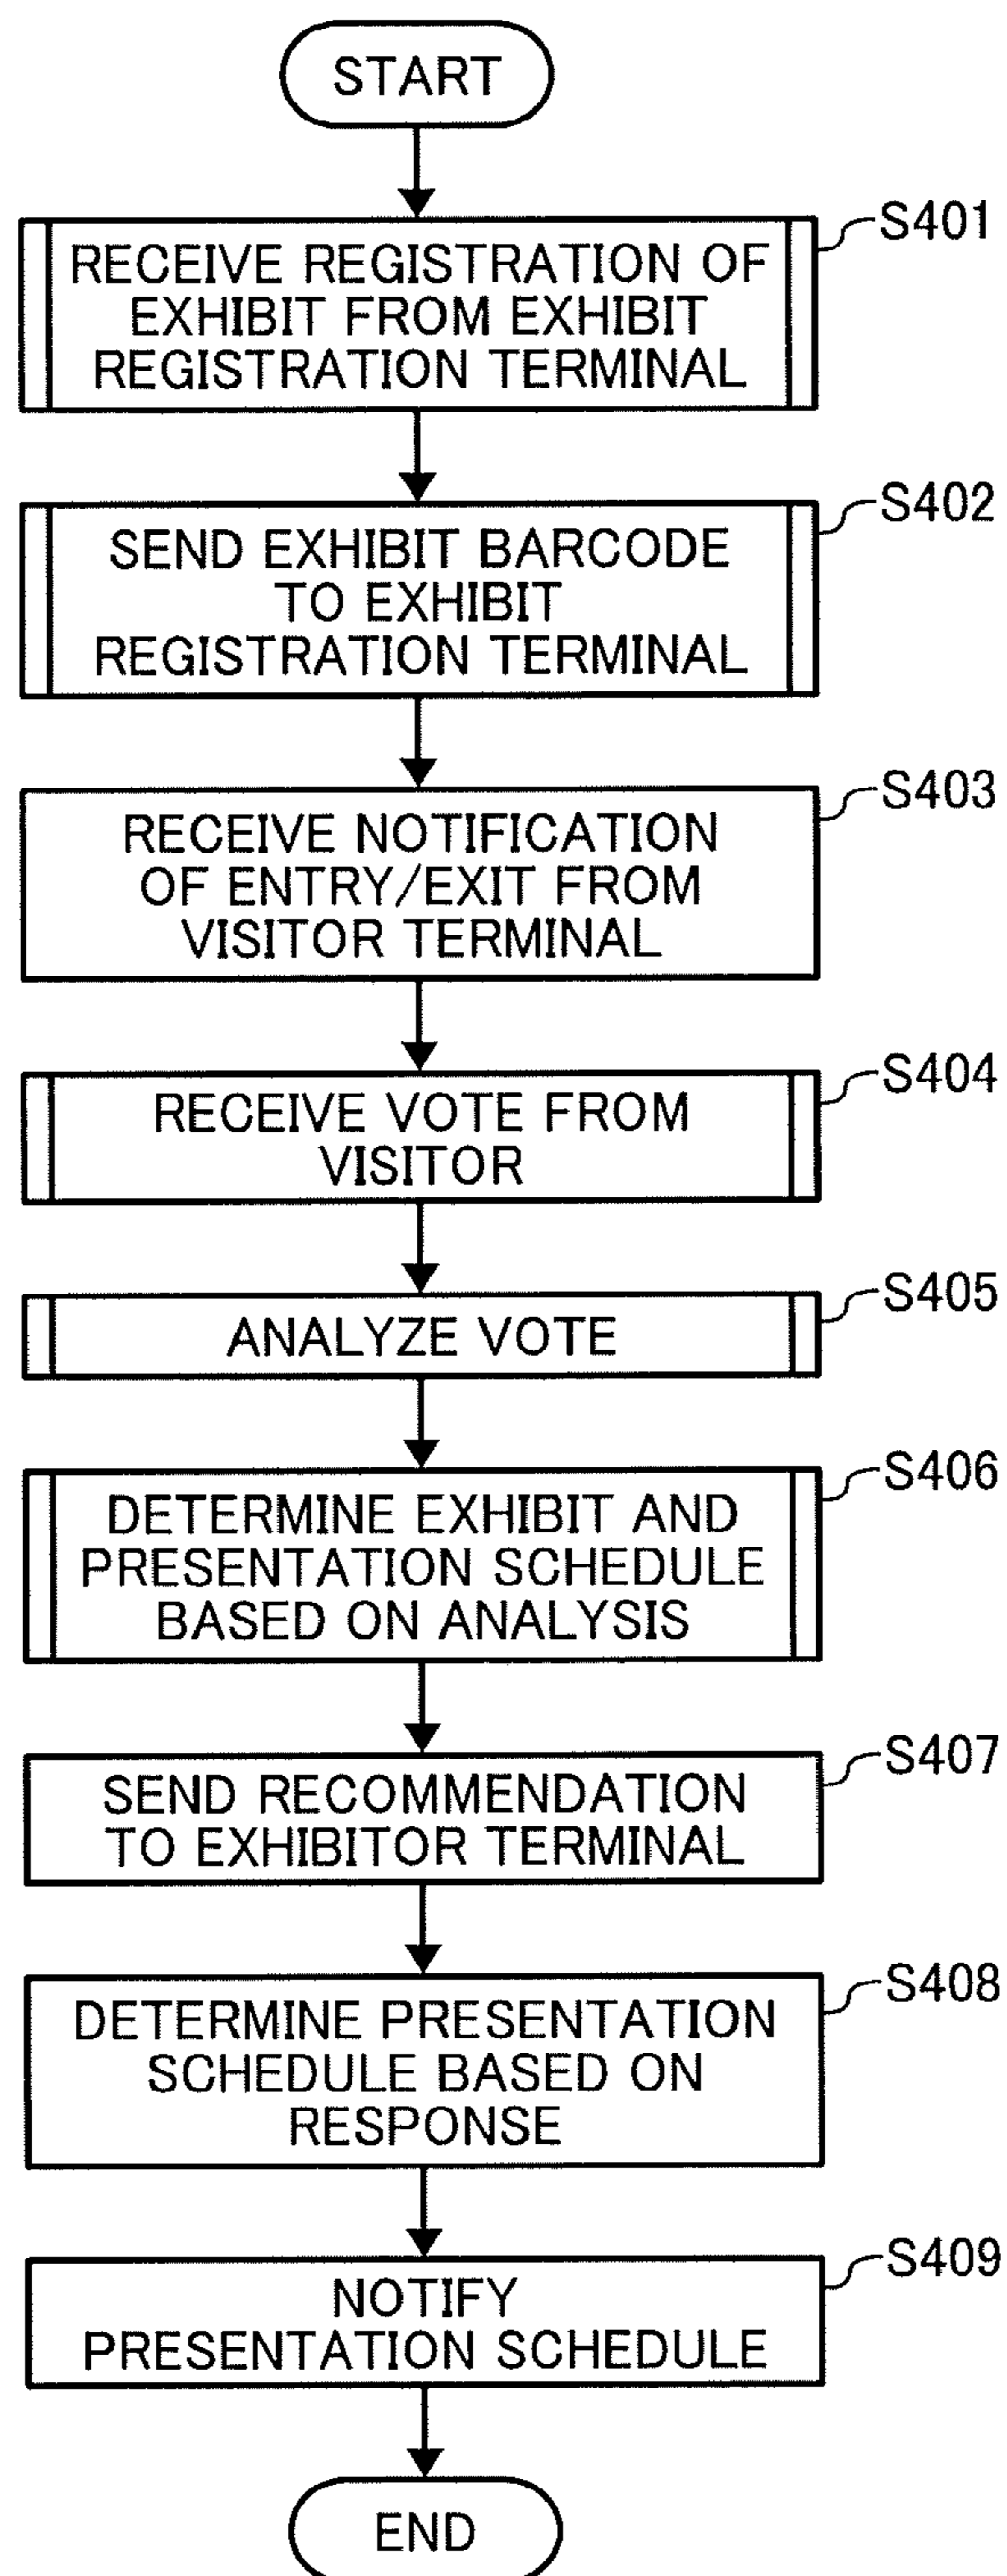 START
S401
RECEIVE REGISTRATION OF
EXHIBIT FROM EXHIBIT
REGISTRATION TERMINAL
S402
SEND EXHIBIT BARCODE
TO EXHIBIT
REGISTRATION TERMINAL
S403
RECEIVE NOTIFICATION
OF ENTRY/EXIT FROM
VISITOR TERMINAL
S404
RECEIVE VOTE FROM
VISITOR
S405
ANALYZE VOTE
S406
DETERMINE EXHIBIT AND
PRESENTATION SCHEDULE
BASED ON ANALYSIS
S407
SEND RECOMMENDATION
TO EXHIBITOR TERMINAL
S408
DETERMINE PRESENTATION
SCHEDULE BASED ON
RESPONSE
S409
NOTIFY
PRESENTATION SCHEDULE
END